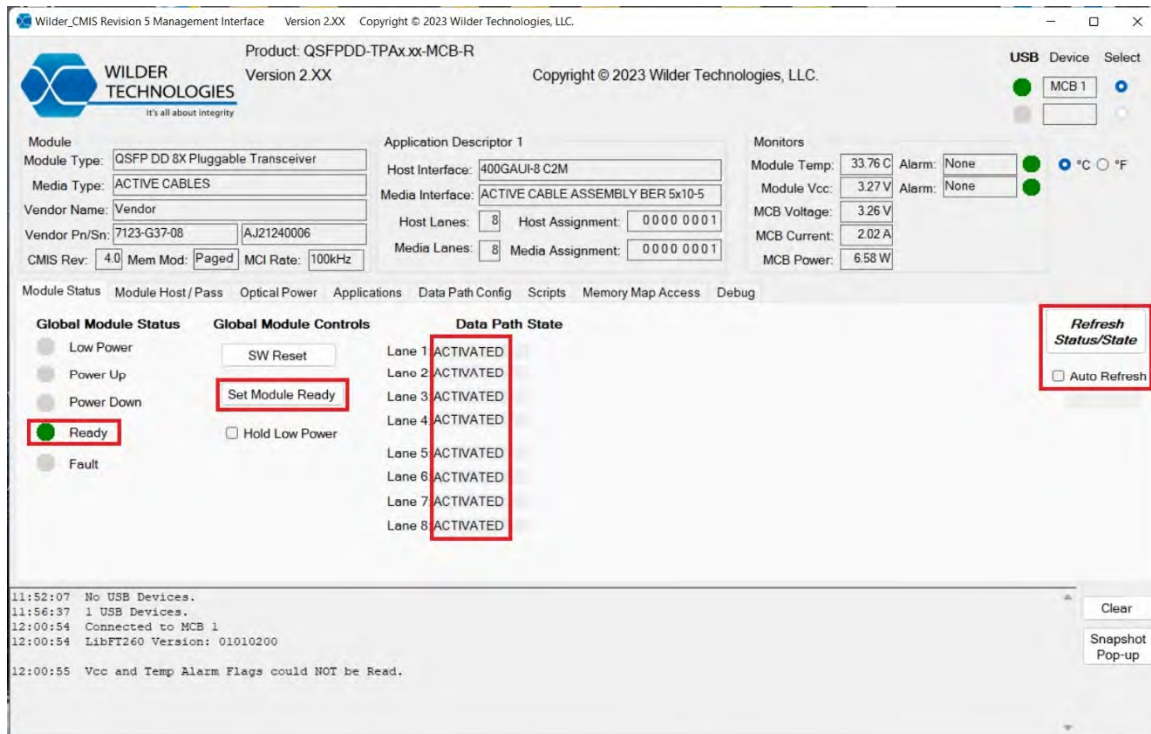 Wilder_CMIS Revision 5 Management Interface Version 2.XX Copyright © 2023 Wilder Technologies, LLC.
Product: QSFPDD-TPAx.xx-MCB-R
WILDER
TECHNOLOGIES
It's all about integrity
Version 2.XX
Copyright © 2023 Wilder Technologies, LLC.
USB Device Select
MCB 1
Module
Module Type: QSFP DD 8X Pluggable Transceiver
Media Type: ACTIVE CABLES
Vendor Name: Vendor
Vendor Pn/Sn: 7123-G37-08 AJ21240006
CMIS Rev: 4.0 Mem Mod: Paged MCI Rate: 100kHz
Application Descriptor 1
Host Interface: 400GAUI-8 C2M
Media Interface: ACTIVE CABLE ASSEMBLY BER 5x10-5
Host Lanes: 8 Host Assignment: 0000 0001
Media Lanes: 8 Media Assignment: 0000 0001
Monitors
Module Temp: 33.76 C Alarm: None °C °F
Module Vcc: 3.27 V Alarm: None
MCB Voltage: 3.26 V
MCB Current: 2.02 A
MCB Power: 6.58 W
Module Status Module Host / Pass Optical Power Applications Data Path Config Scripts Memory Map Access Debug
Global Module Status
Low Power
Power Up
Power Down
Ready
Fault
Global Module Controls
SW Reset
Set Module Ready
Hold Low Power
Data Path State
Lane 1: ACTIVATED
Lane 2: ACTIVATED
Lane 3: ACTIVATED
Lane 4: ACTIVATED
Lane 5: ACTIVATED
Lane 6: ACTIVATED
Lane 7: ACTIVATED
Lane 8: ACTIVATED
Refresh
Status/State
Auto Refresh
11:52:07 No USB Devices.
11:56:37 1 USB Devices.
12:00:54 Connected to MCB 1
12:00:54 LibFT260 Version: 01010200
12:00:55 Vcc and Temp Alarm Flags could NOT be Read.
Clear
Snapshot
Pop-up